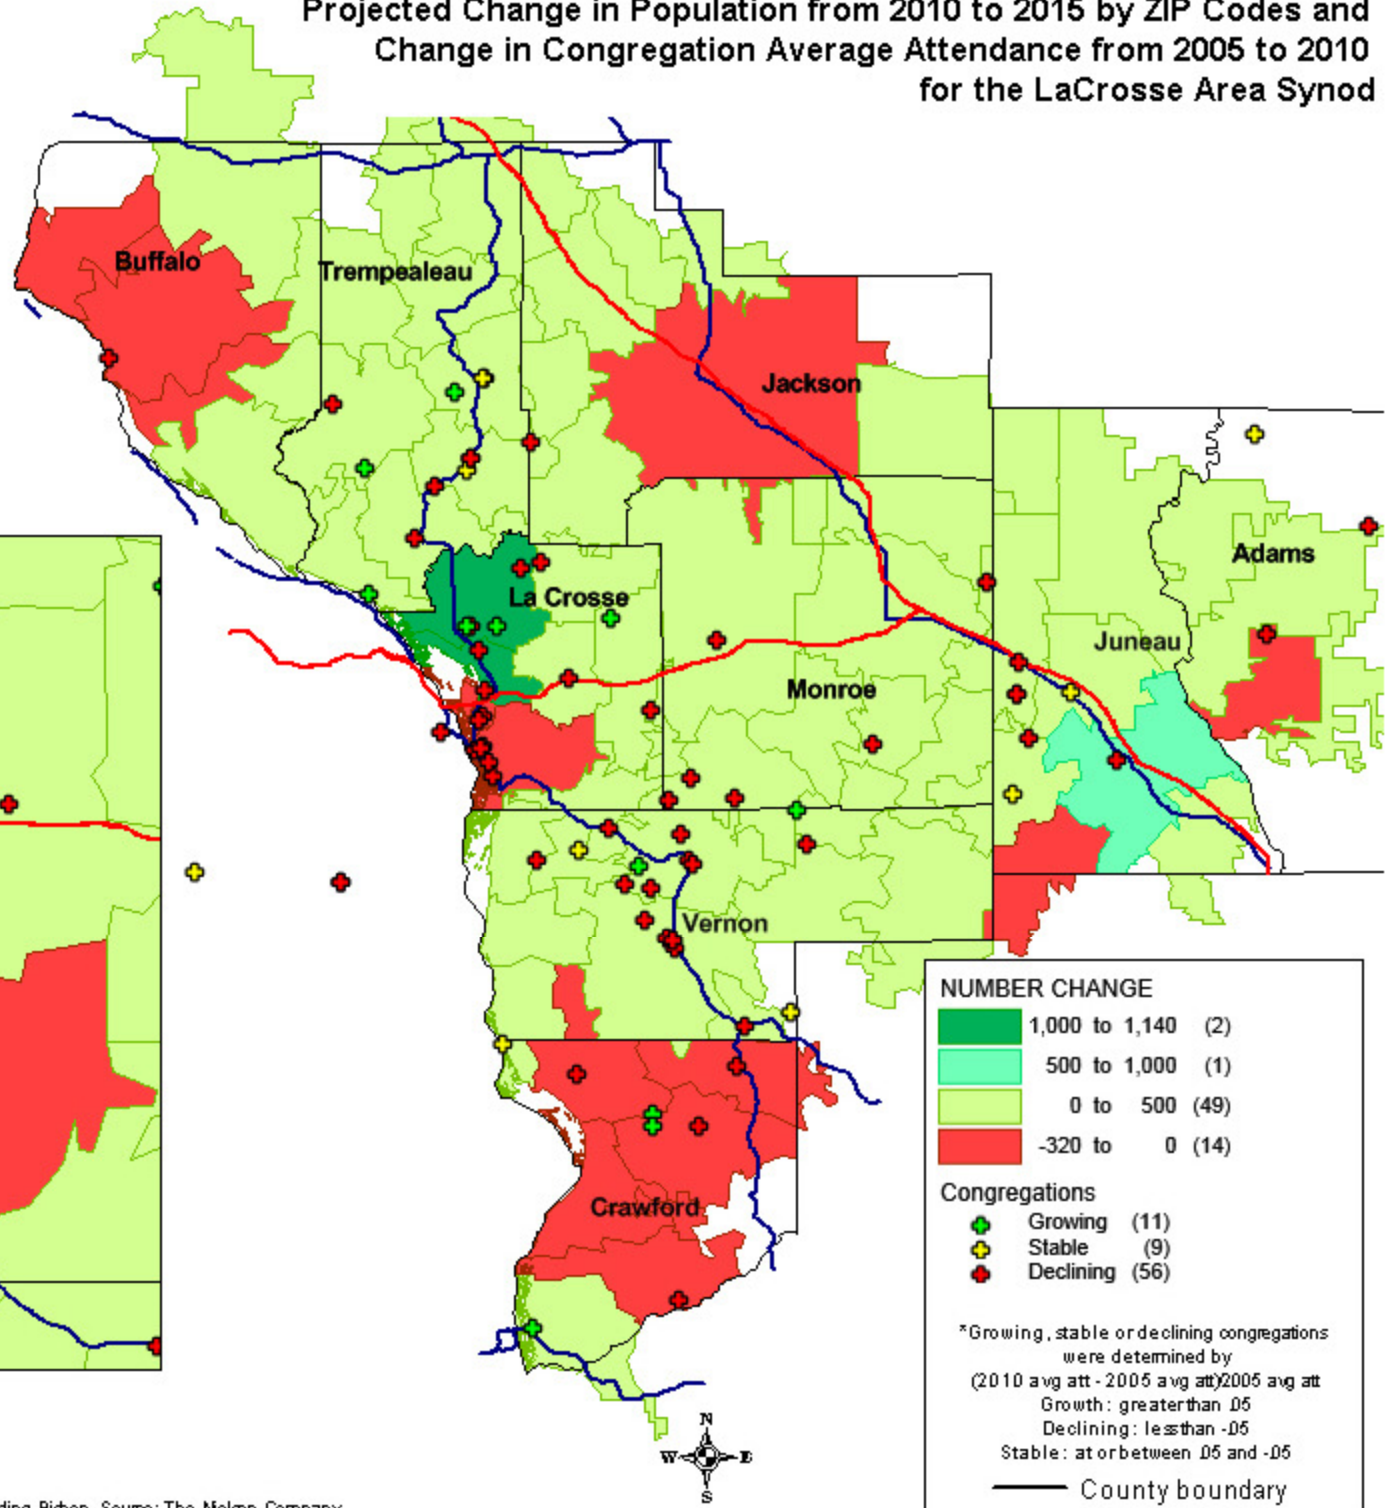 Projected Change in Population from 2010 to 2015 by ZIP Codes and
Change in Congregation Average Attendance from 2005 to 2010
for the LaCrosse Area Synod
Buffalo
Trempealeau
Jackson
Adams
La Crosse
Juneau
Monroe
Vernon
Crawford
NUMBER CHANGE
1,000 to 1,140 (2)
500 to 1,000 (1)
0 to 500 (49)
-320 to 0 (14)
Congregations
Growing (11)
Stable (9)
Declining (56)
*Growing, stable or declining congregations
were determined by
(2010 avg att - 2005 avg att)/2005 avg att
Growth: greater than .05
Declining: less than -.05
Stable: at or between .05 and -.05
County boundary
N
W E
S